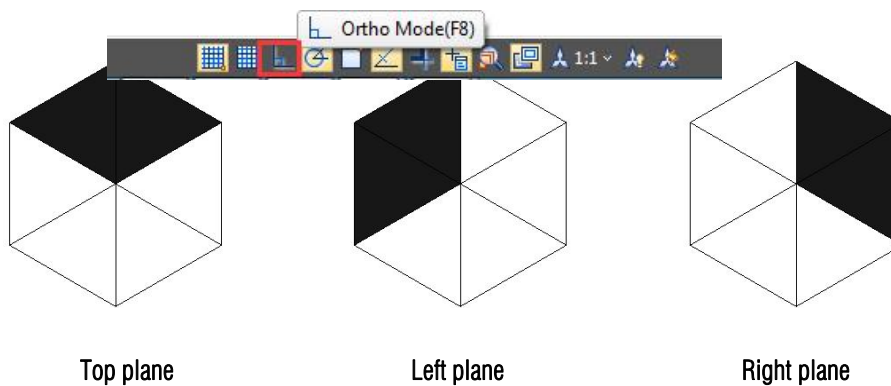 Ortho Mode(F8)
1:1
Top plane
Left plane
Right plane